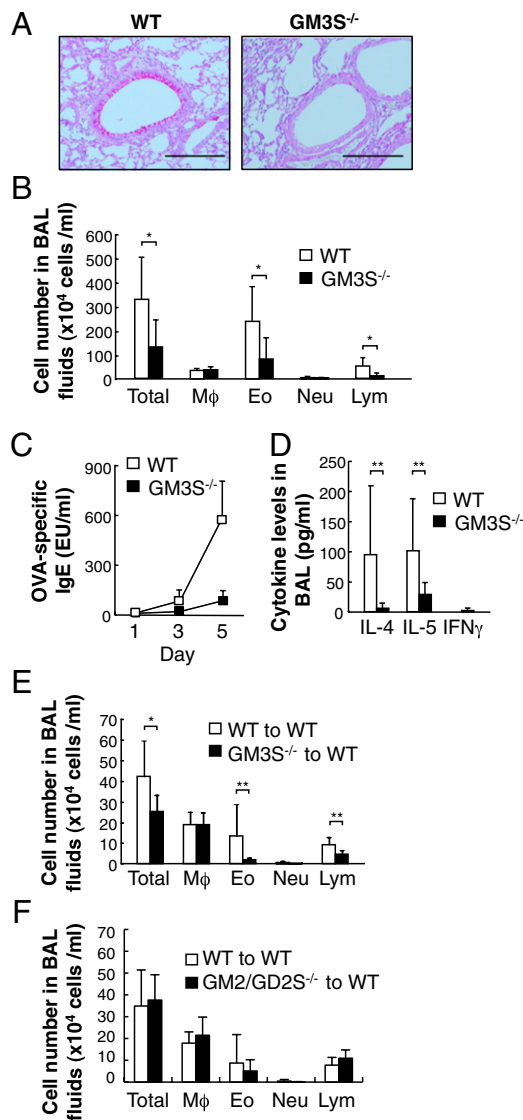 A
WT
GM3S-/-
B
Cell number in BAL
fluids (x10⁴ cells /ml)
600
500
400
300
200
100
0
*
*
*
WT
GM3S-/-
Total Mφ Eo Neu Lym
C
OVA-specific
IgE (EU/ml)
900
600
300
0
WT
GM3S-/-
1 3 5
Day
D
Cytokine levels in
BAL (pg/ml)
250
200
150
100
50
0
** **
WT
GM3S-/-
IL-4 IL-5 IFNγ
E
Cell number in BAL
fluids (x10⁴ cells /ml)
70
60
50
40
30
20
10
0
*
**
**
WT to WT
GM3S-/- to WT
Total Mφ Eo Neu Lym
F
Cell number in BAL
fluids (x10⁴ cells /ml)
70
60
50
40
30
20
10
0
WT to WT
GM2/GD2S-/- to WT
Total Mφ Eo Neu Lym